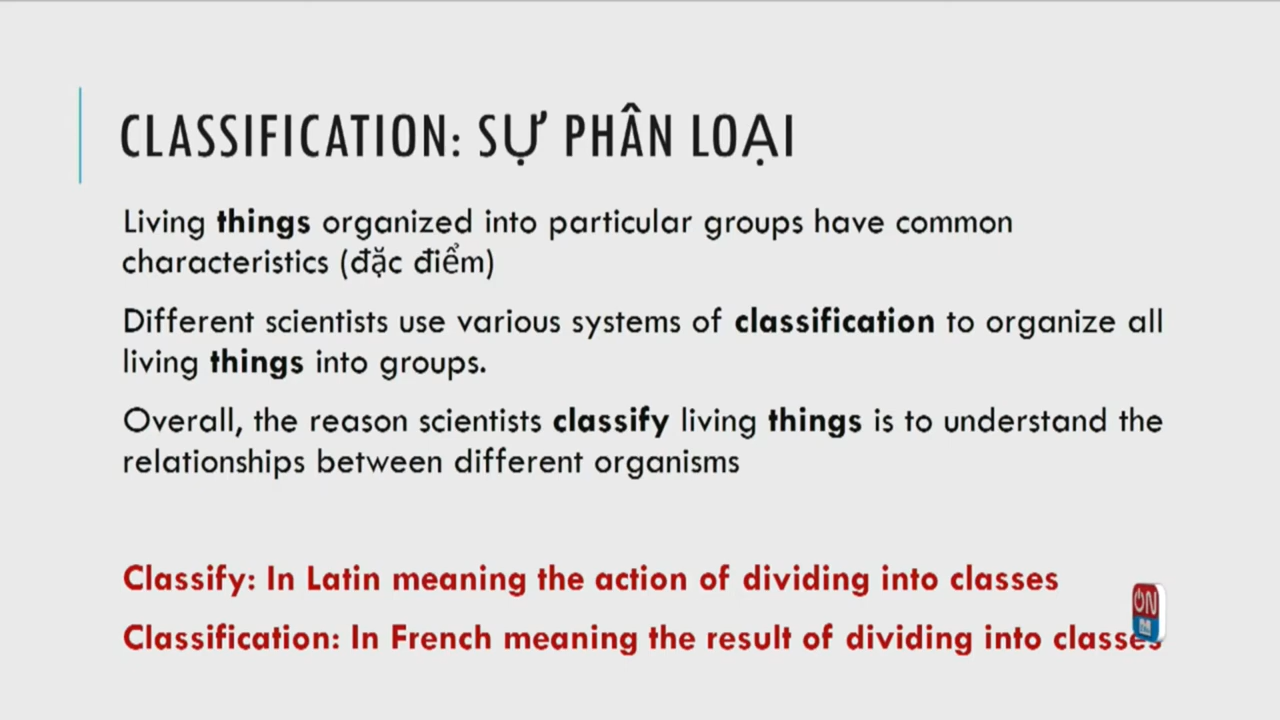 CLASSIFICATION: SỰ PHÂN LOẠI
Living things organized into particular groups have common
characteristics (đặc điểm)
Different scientists use various systems of classification to organize all
living things into groups.
Overall, the reason scientists classify living things is to understand the
relationships between different organisms
Classify: In Latin meaning the action of dividing into classes
ON
Classification: In French meaning the result of dividing into classes